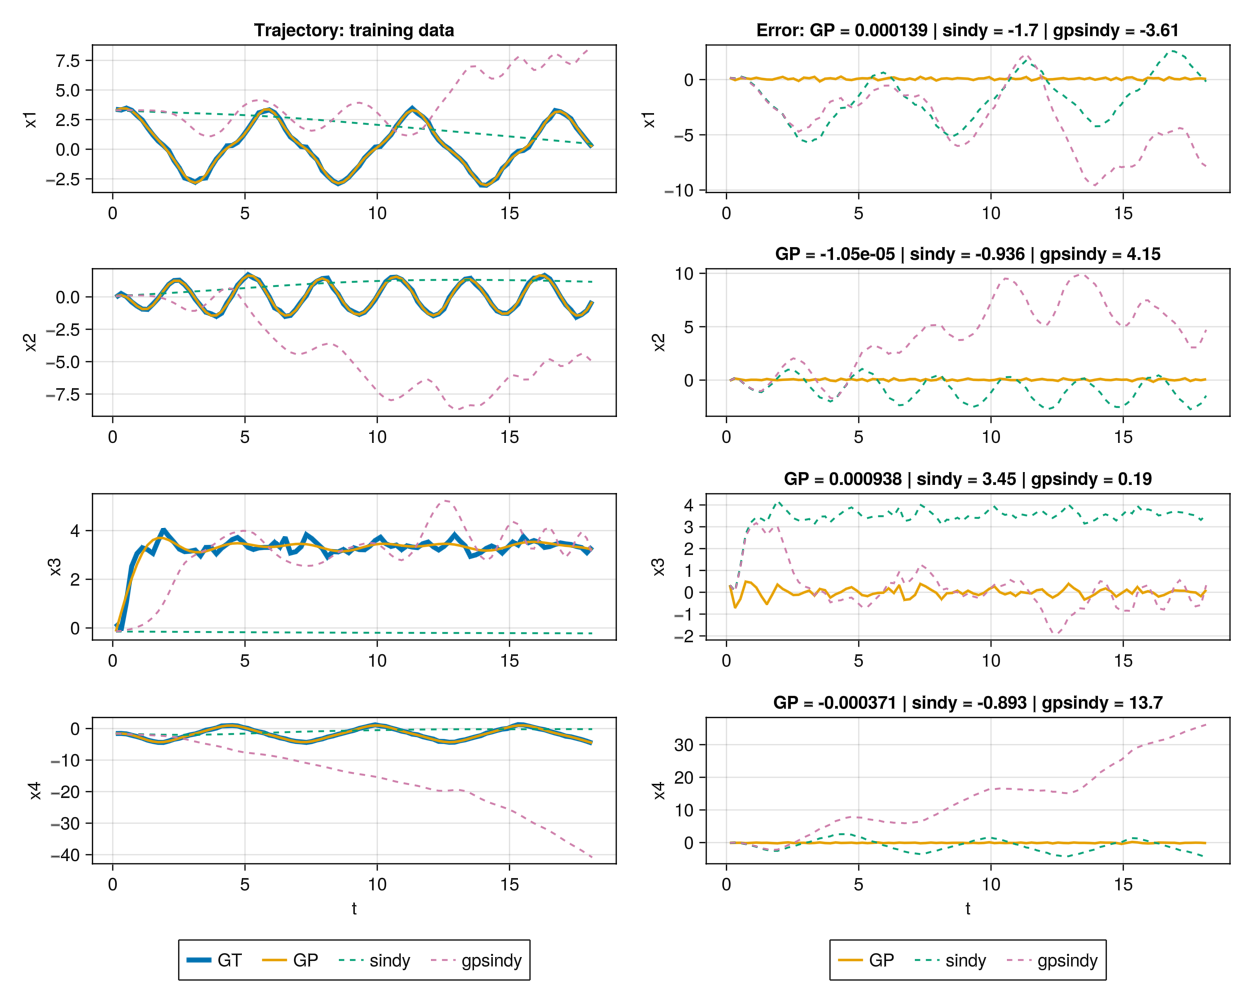 Trajectory: training data
x1
7.5
5.0
2.5
0.0
−2.5
0 5 10 15
Error: GP = 0.000139 | sindy = -1.7 | gpsindy = -3.61
x1
0
−5
−10
0 5 10 15
x2
0.0
−2.5
−5.0
−7.5
0 5 10 15
GP = -1.05e-05 | sindy = -0.936 | gpsindy = 4.15
x2
10
5
0
0 5 10 15
x3
4
2
0
0 5 10 15
GP = 0.000938 | sindy = 3.45 | gpsindy = 0.19
x3
4
3
2
1
0
−1
−2
0 5 10 15
x4
0
−10
−20
−30
−40
0 5 10 15
t
GP = -0.000371 | sindy = -0.893 | gpsindy = 13.7
x4
30
20
10
0
0 5 10 15
t
GT GP sindy gpsindy
GP sindy gpsindy